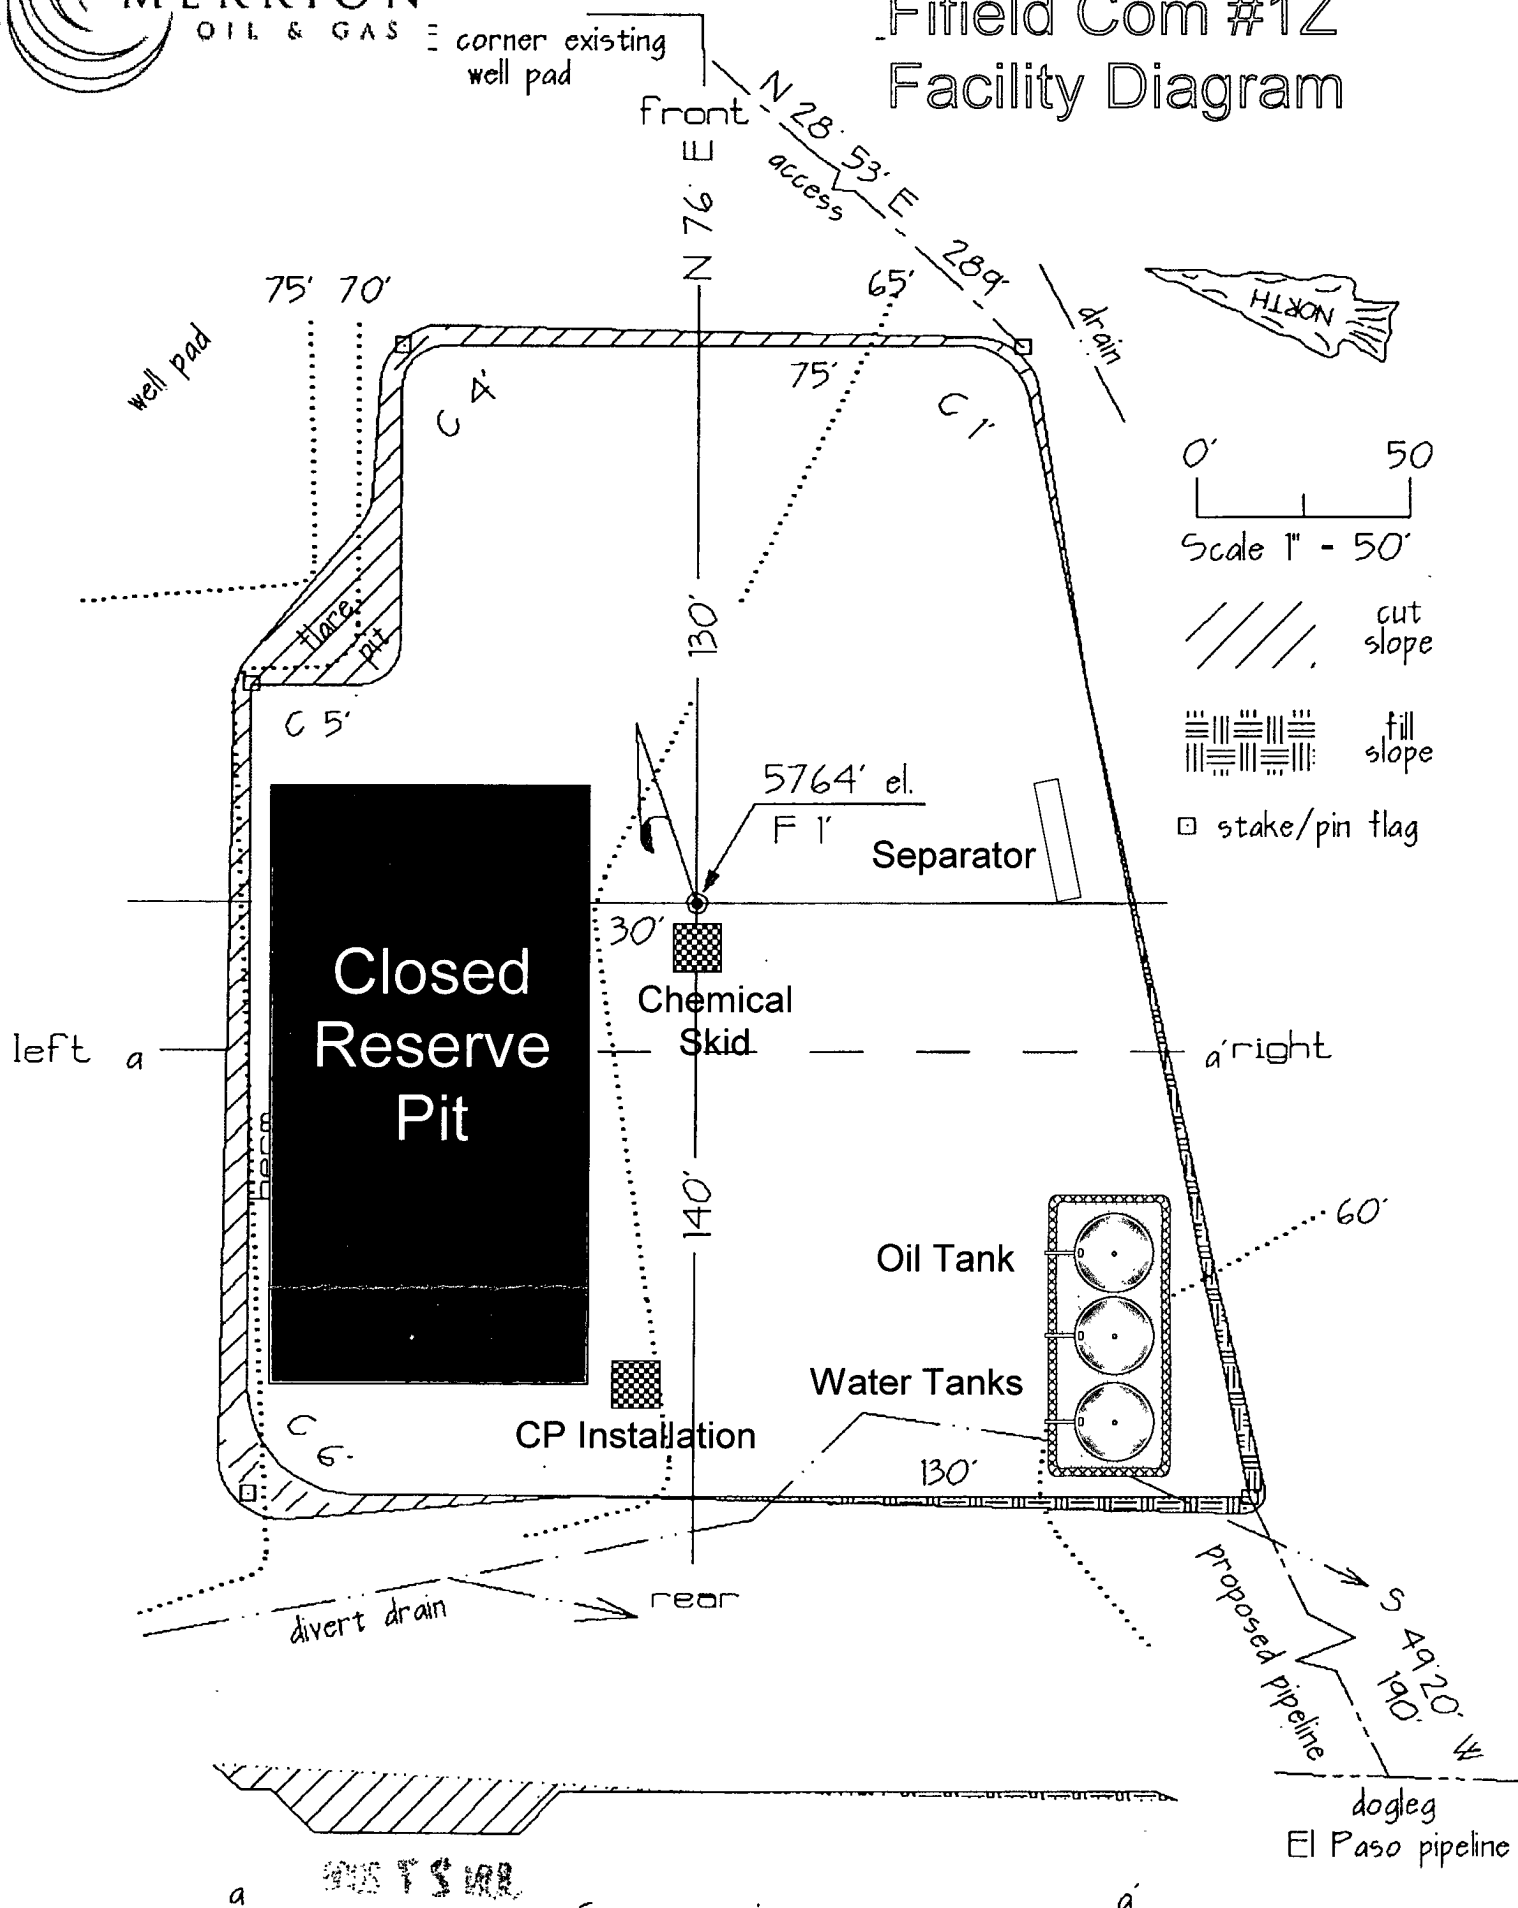 MERRION
OIL & GAS
corner existing
well pad
Fifield Com #1Z
Facility Diagram
front
N 76° E
N 28° 53' E 289'
access
75' 70'
65'
well pad
drain
NORTH
C 4'
75'
C 1'
0' 50
Scale 1" - 50'
cut
slope
fill
slope
stake/pin flag
flare
pit
130'
C 5'
5764' el.
F 1'
Separator
30'
Closed
Reserve
Pit
Chemical
Skid
left a
a' right
berm
140'
60'
Oil Tank
Water Tanks
CP Installation
C 6'
130'
rear
divert drain
proposed pipeline
S 49°20' W
190'
dogleg
El Paso pipeline
a a'